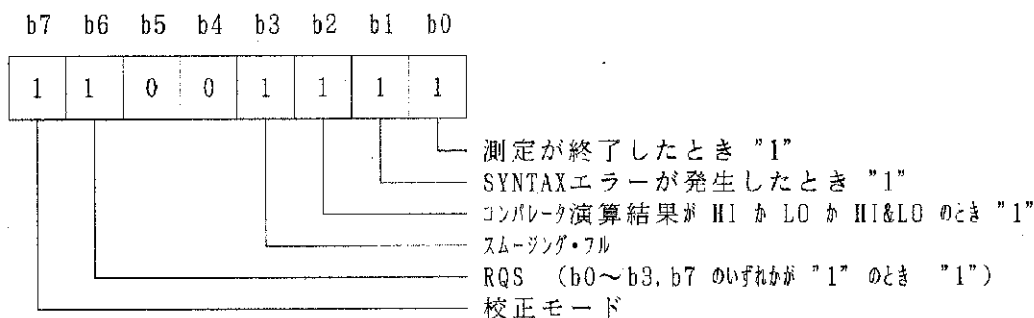 b7 b6 b5 b4 b3 b2 b1 b0
1 1 0 0 1 1 1 1
測定が終了したとき "1"
SYNTAXエラーが発生したとき "1"
コンパレータ演算結果が HI か LO か HI&LO のとき "1"
スムージング・フル
RQS (b0~b3, b7 のいずれかが "1" のとき "1")
校正モード